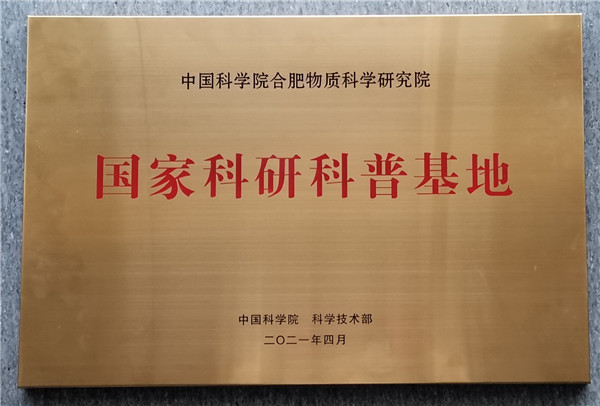 中国科学院合肥物质科学研究院
国家科研科普基地
中国科学院 科学技术部
二〇二一年四月